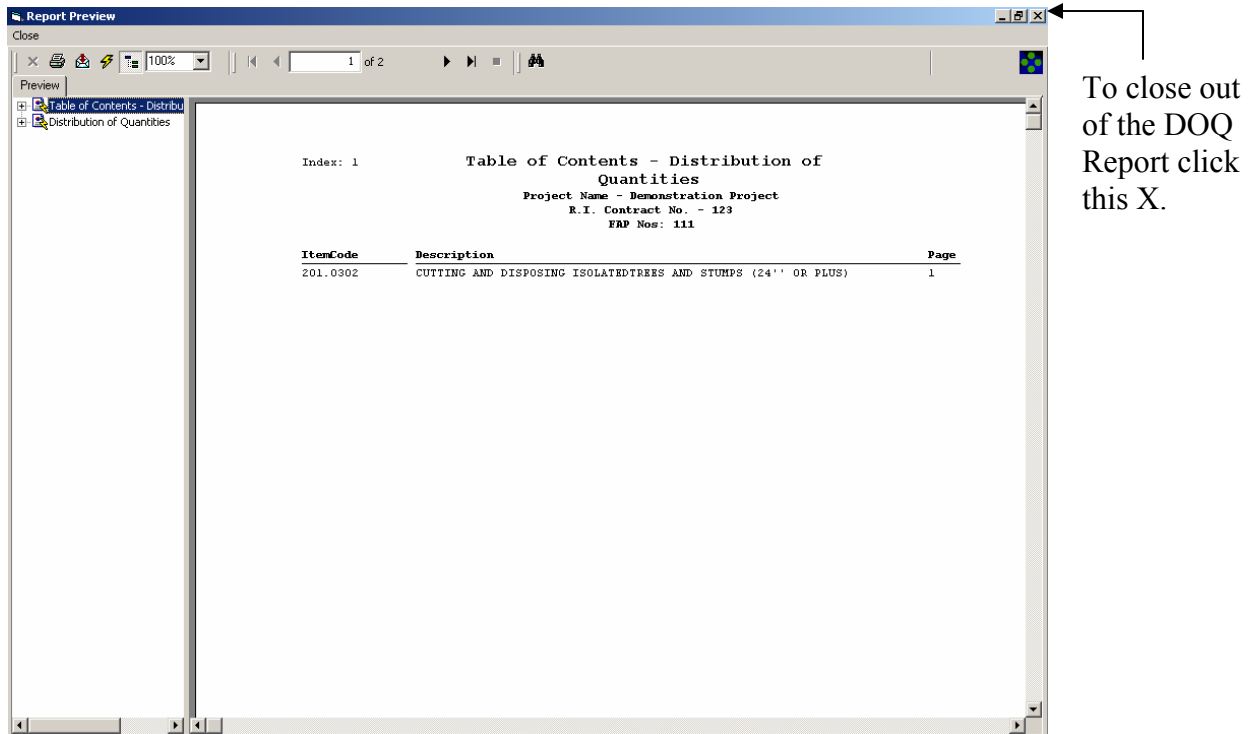 Report Preview
Close
100%
1 of 2
Preview
Table of Contents - Distribu
Distribution of Quantities
Index: 1
Table of Contents - Distribution of
Quantities
Project Name - Demonstration Project
R.I. Contract No. - 123
FAP Nos: 111
ItemCode Description Page
201.0302 CUTTING AND DISPOSING ISOLATEDTREES AND STUMPS (24'' OR PLUS) 1
To close out
of the DOQ
Report click
this X.